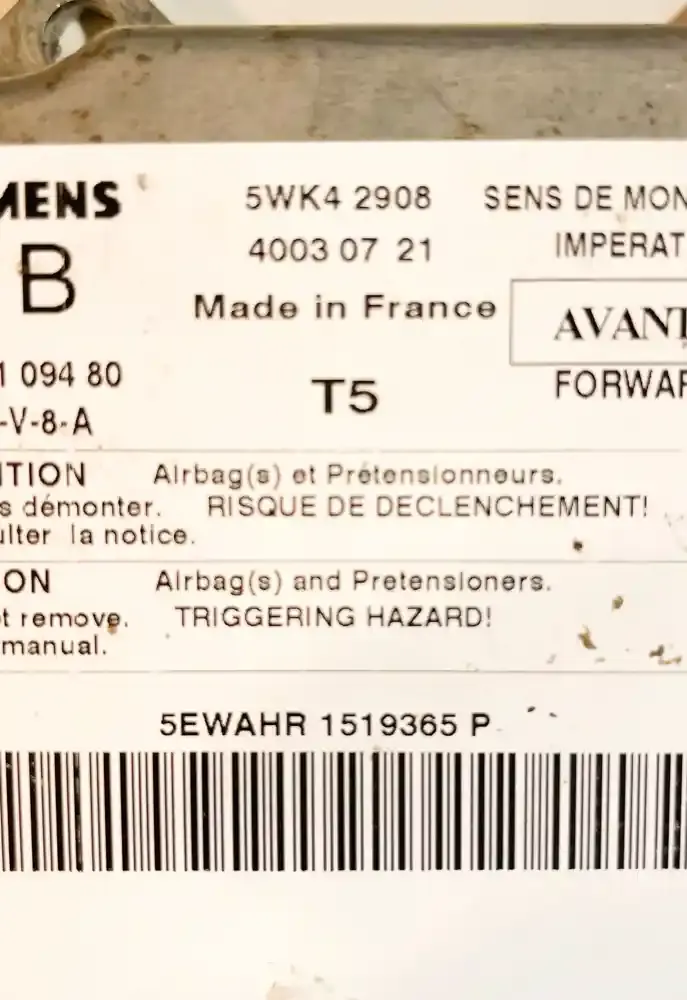 MENS 5WK4 2908 SENS DE MON
B 4003 07 21 IMPERAT
Made in France AVANT
1 094 80 T5 FORWAR
-V-8-A
TION Airbag(s) et Prétensionneurs.
s démonter. RISQUE DE DECLENCHEMENT!
ulter la notice.
ON Airbag(s) and Pretensioners.
t remove. TRIGGERING HAZARD!
manual.
5EWAHR 1519365 P